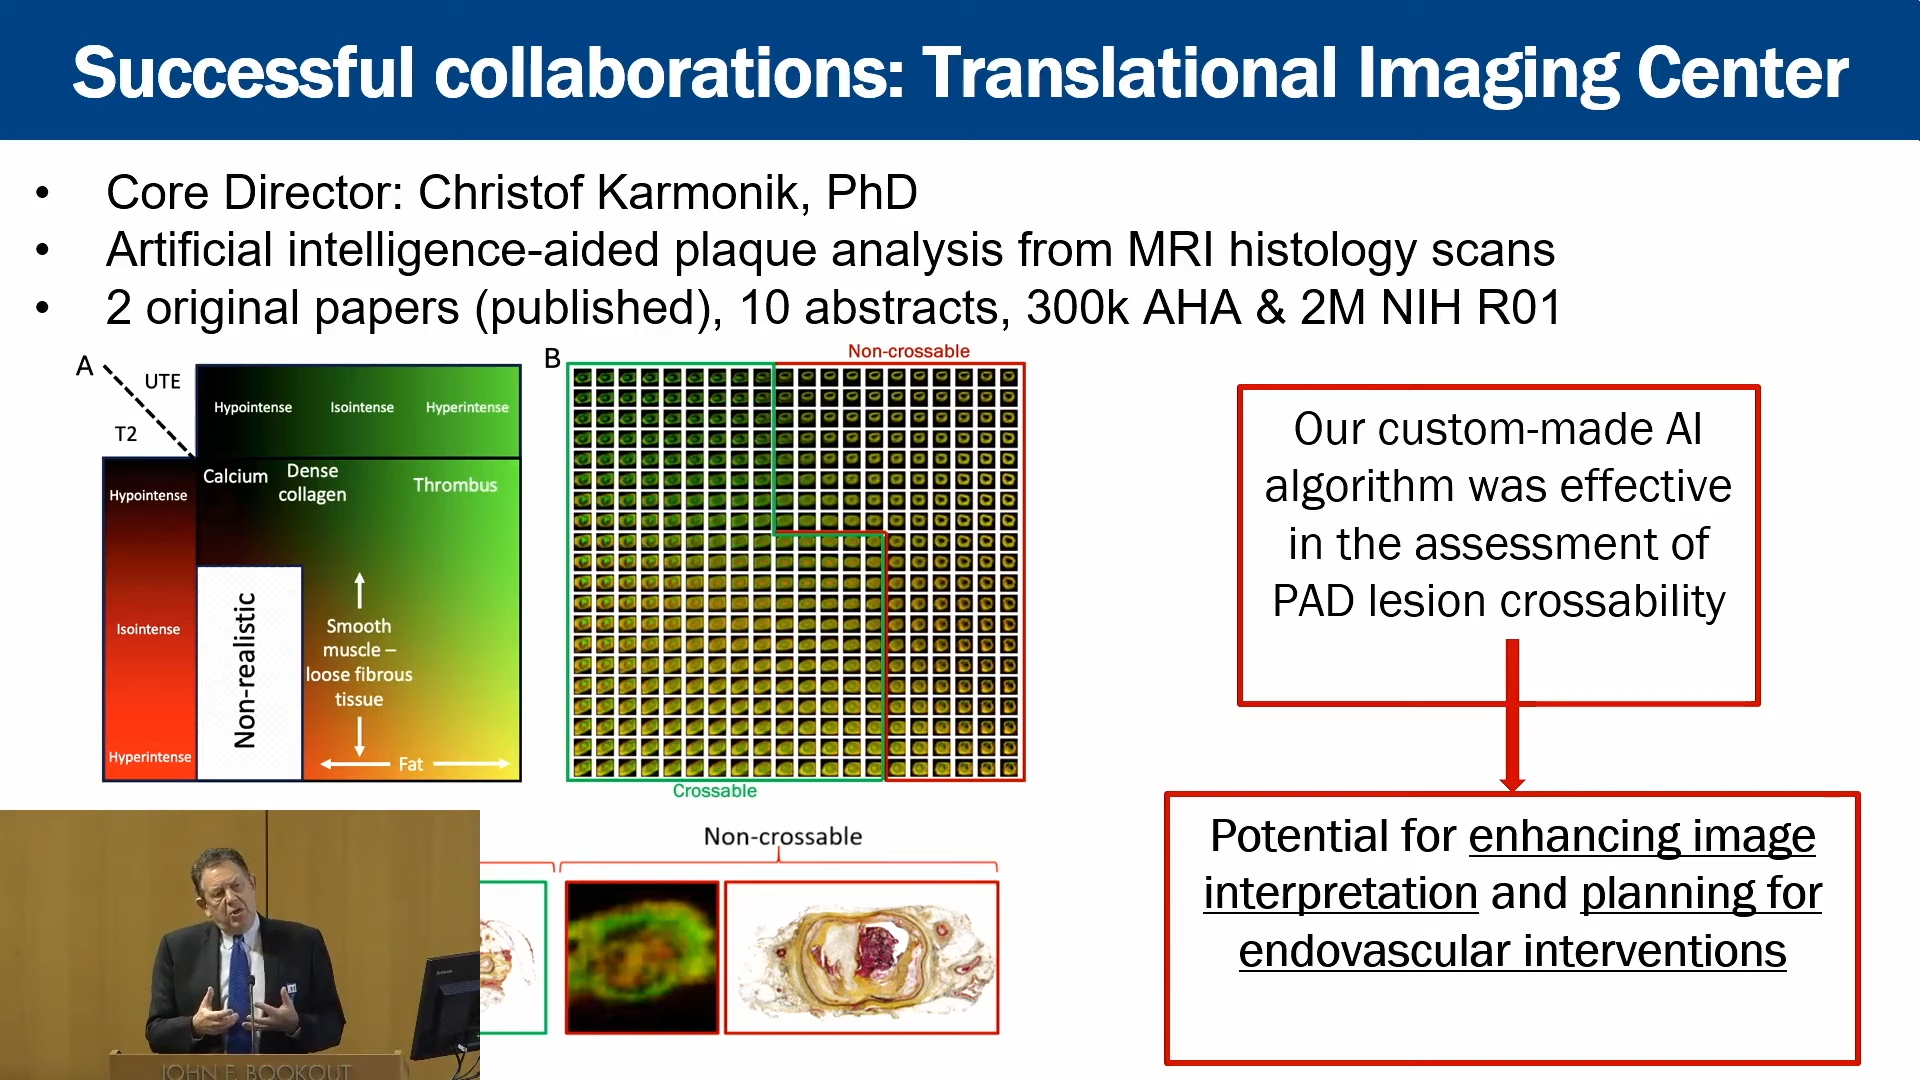 Successful collaborations: Translational Imaging Center
• Core Director: Christof Karmonik, PhD
• Artificial intelligence-aided plaque analysis from MRI histology scans
• 2 original papers (published), 10 abstracts, 300k AHA & 2M NIH R01
A
UTE
T2
Hypointense
Isointense
Hyperintense
Hypointense
Isointense
Hyperintense
Calcium
Dense
collagen
Thrombus
Non-realistic
Smooth
muscle –
loose fibrous
tissue
Fat
B
Non-crossable
Crossable
Non-crossable
Our custom-made AI
algorithm was effective
in the assessment of
PAD lesion crossability
Potential for enhancing image
interpretation and planning for
endovascular interventions
JOHN F. BOOKOUT